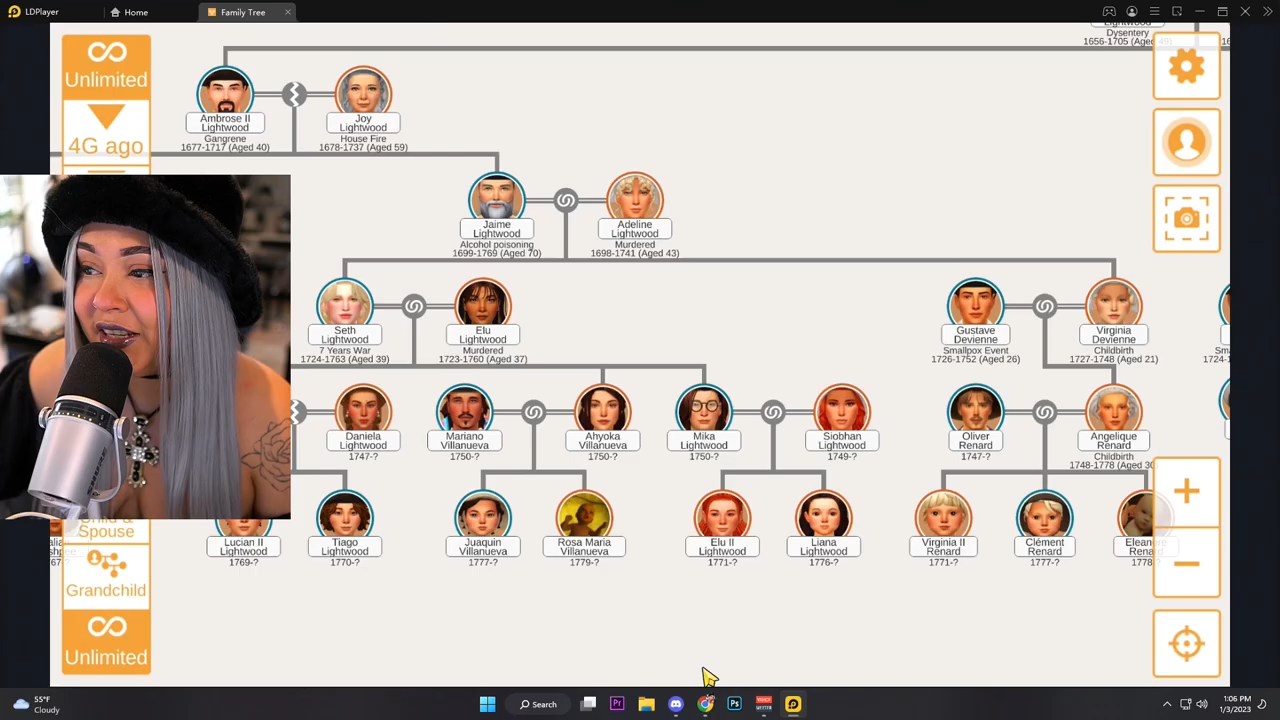 LDPlayer
Home
Family Tree
Unlimited
4G ago
Dysentery
1656-1705 (Aged 49)
Ambrose II
Lightwood
Gangrene
1677-1717 (Aged 40)
Joy
Lightwood
House Fire
1678-1737 (Aged 59)
Jaime
Lightwood
Alcohol poisoning
1699-1769 (Aged 70)
Adeline
Lightwood
Murdered
1698-1741 (Aged 43)
Seth
Lightwood
7 Years War
1724-1763 (Aged 39)
Elu
Lightwood
Murdered
1723-1760 (Aged 37)
Gustave
Devienne
Smallpox Event
1726-1752 (Aged 26)
Virginia
Devienne
Childbirth
1727-1748 (Aged 21)
Daniela
Lightwood
1747-?
Mariano
Villanueva
1750-?
Ahyoka
Villanueva
1750-?
Mika
Lightwood
1750-?
Siobhan
Lightwood
1749-?
Oliver
Renard
1747-?
Angelique
Renard
Childbirth
1748-1778 (Aged 30)
Lucian II
Lightwood
1769-?
Tiago
Lightwood
1770-?
Juaquin
Villanueva
1777-?
Rosa Maria
Villanueva
1779-?
Elu II
Lightwood
1771-?
Liana
Lightwood
1776-?
Virginia II
Renard
1771-?
Clément
Renard
1777-?
Renard
1778-?
Child &
Spouse
Grandchild
Unlimited
55°F
Cloudy
Search
1:06 PM
1/3/2023